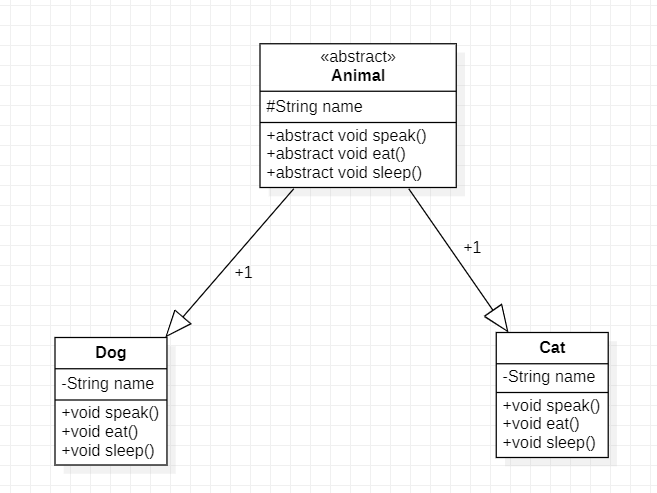 «abstract»
Animal
#String name
+abstract void speak()
+abstract void eat()
+abstract void sleep()
+1
+1
Dog
-String name
+void speak()
+void eat()
+void sleep()
Cat
-String name
+void speak()
+void eat()
+void sleep()